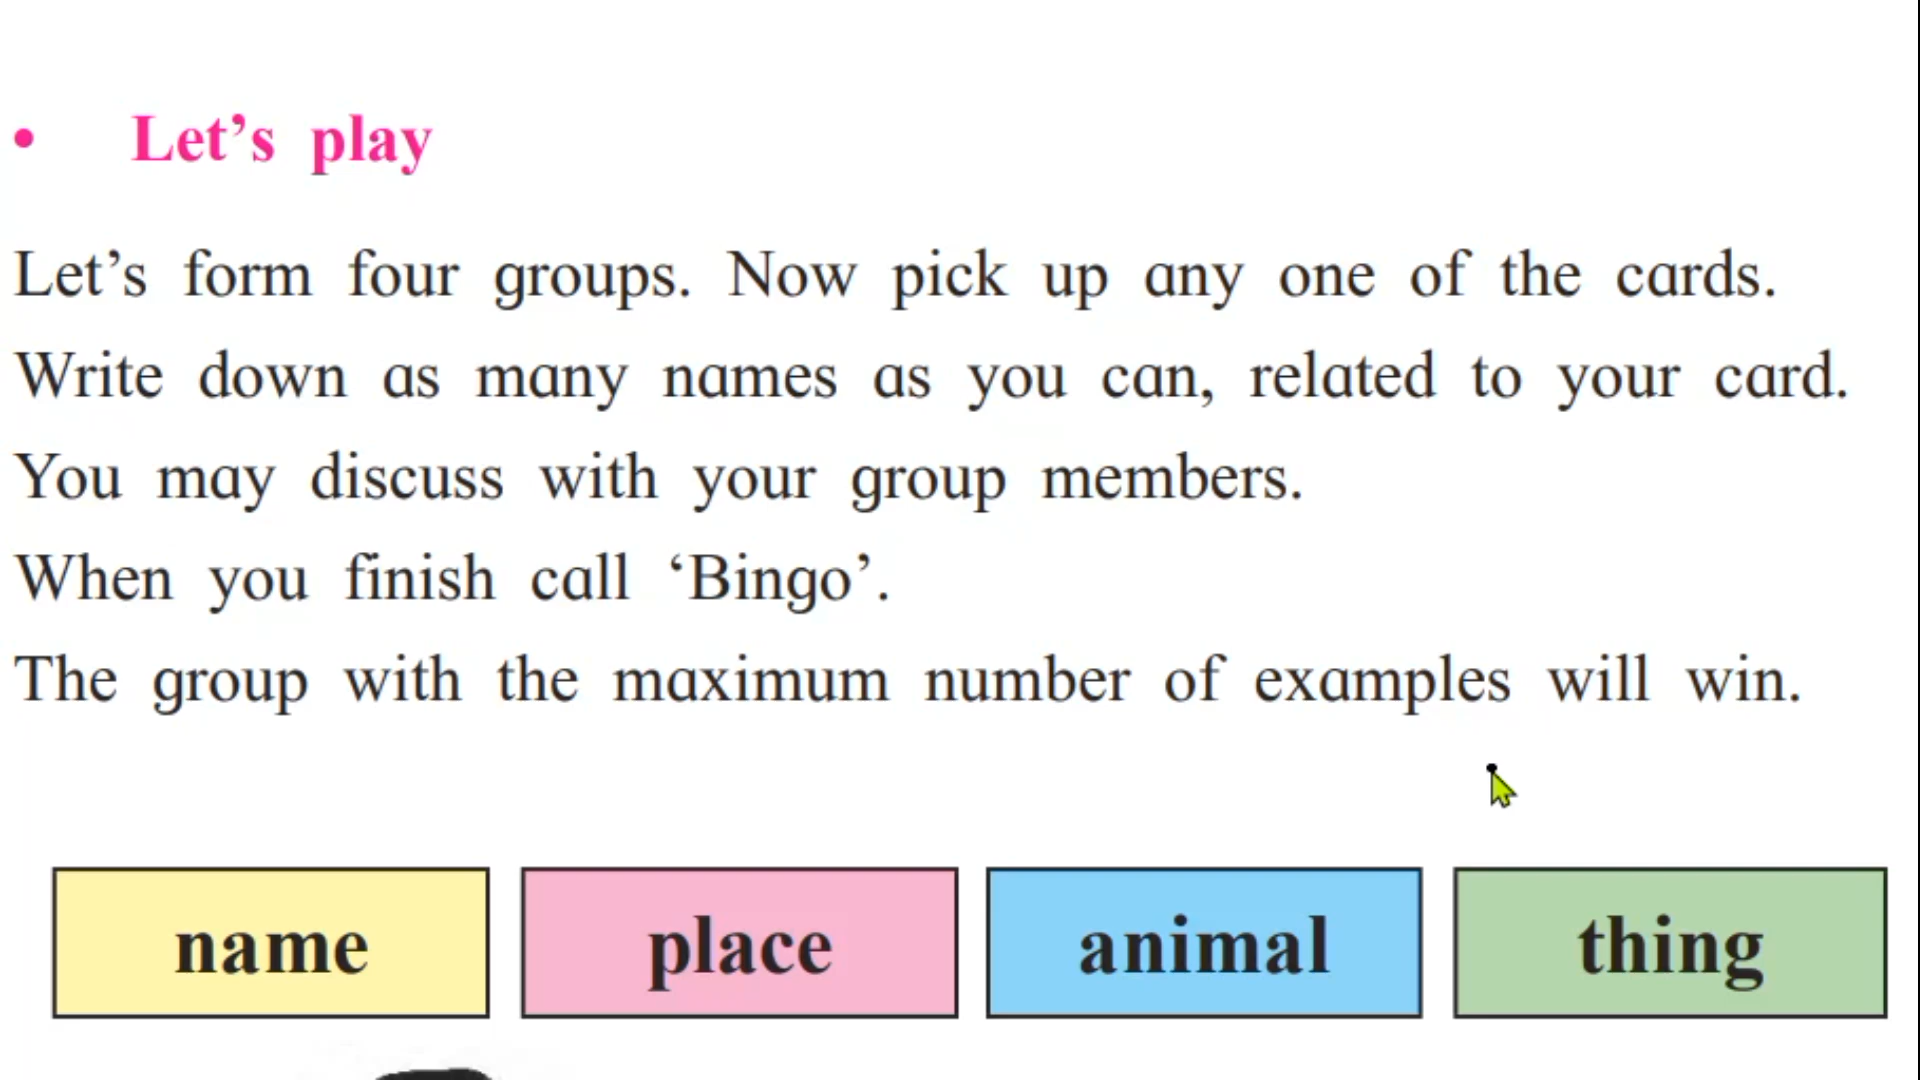 • Let’s play
Let’s form four groups. Now pick up any one of the cards.
Write down as many names as you can, related to your card.
You may discuss with your group members.
When you finish call ‘Bingo’.
The group with the maximum number of examples will win.
name place animal thing